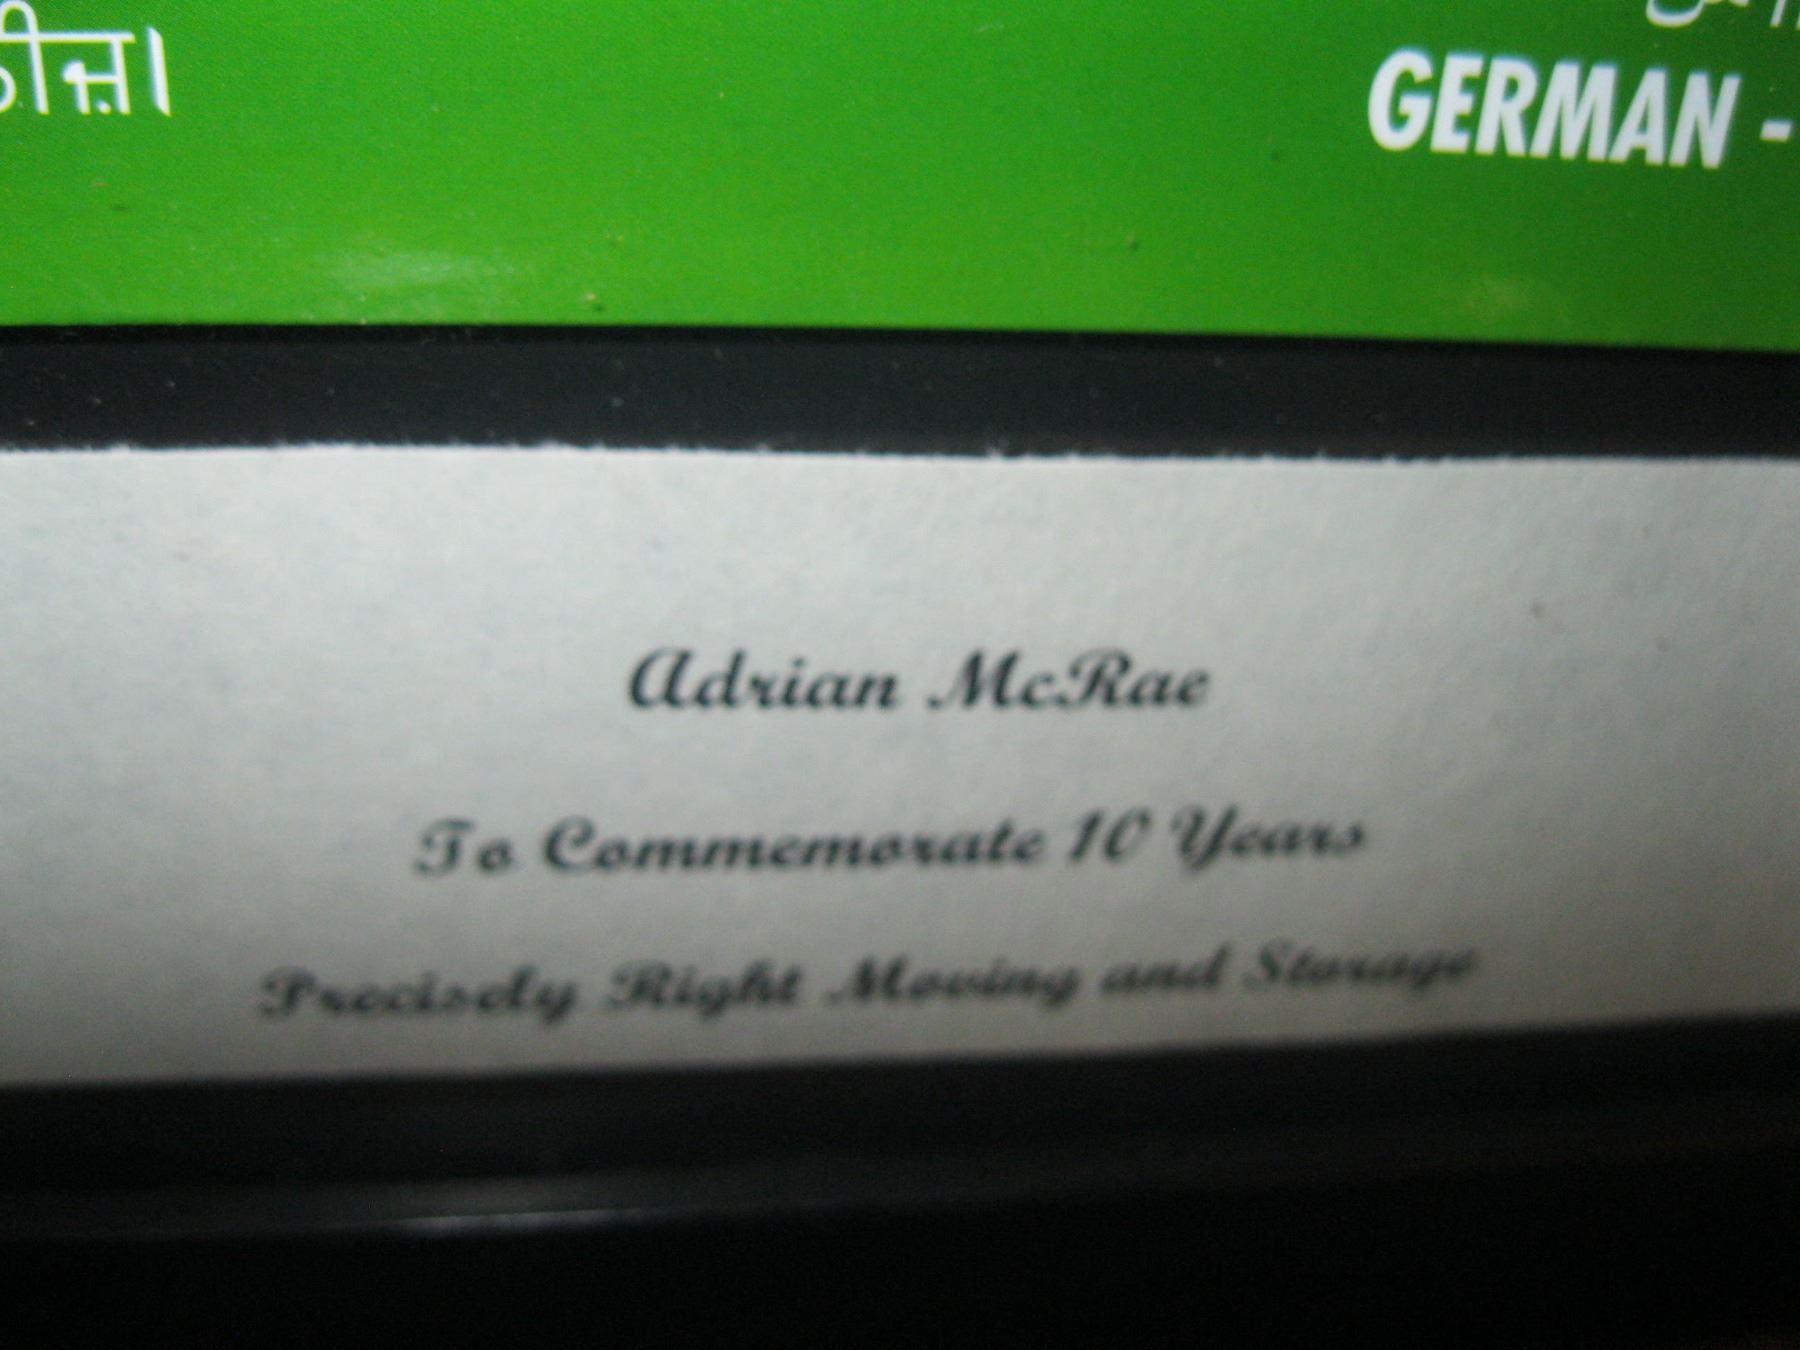 GERMAN -
Adrian McRae
To Commemorate 10 Years
Precisely Right Moving and Storage